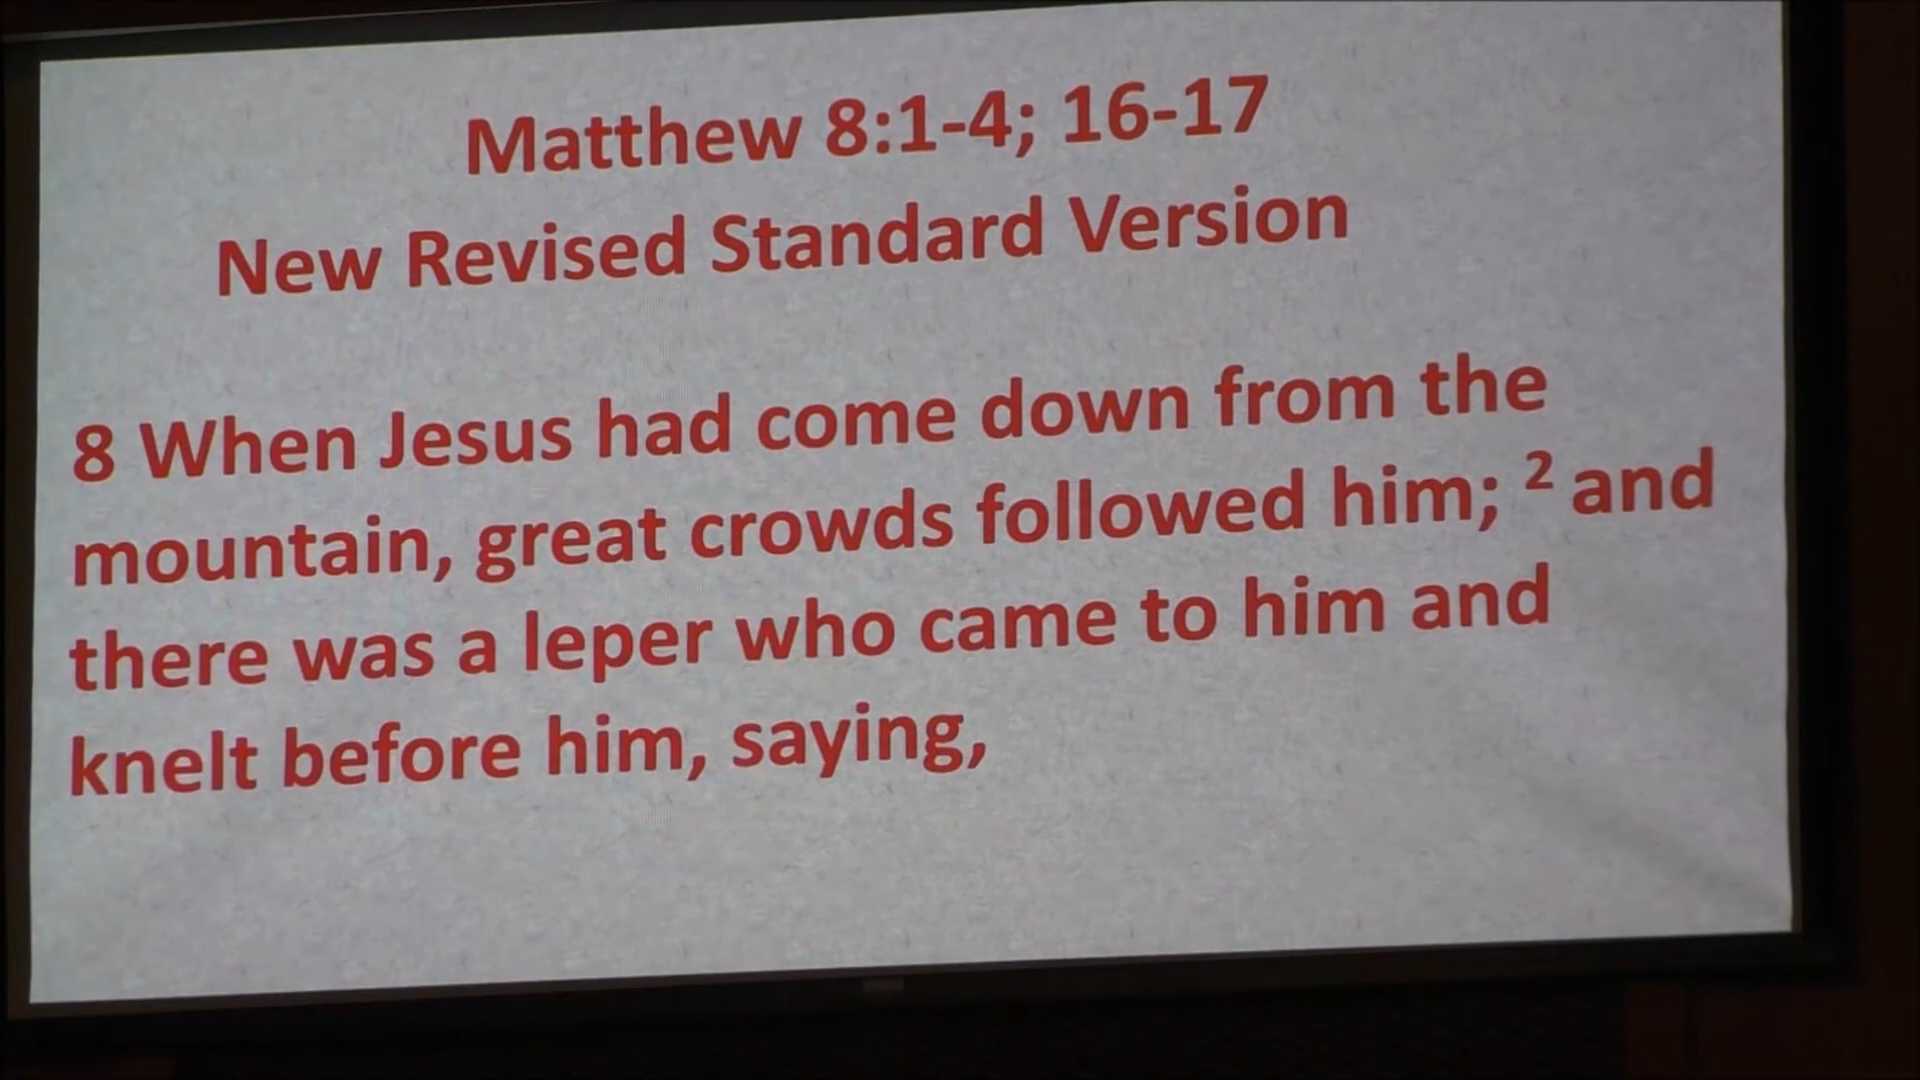 Matthew 8:1-4; 16-17
New Revised Standard Version
8 When Jesus had come down from the
mountain, great crowds followed him; ² and
there was a leper who came to him and
knelt before him, saying,